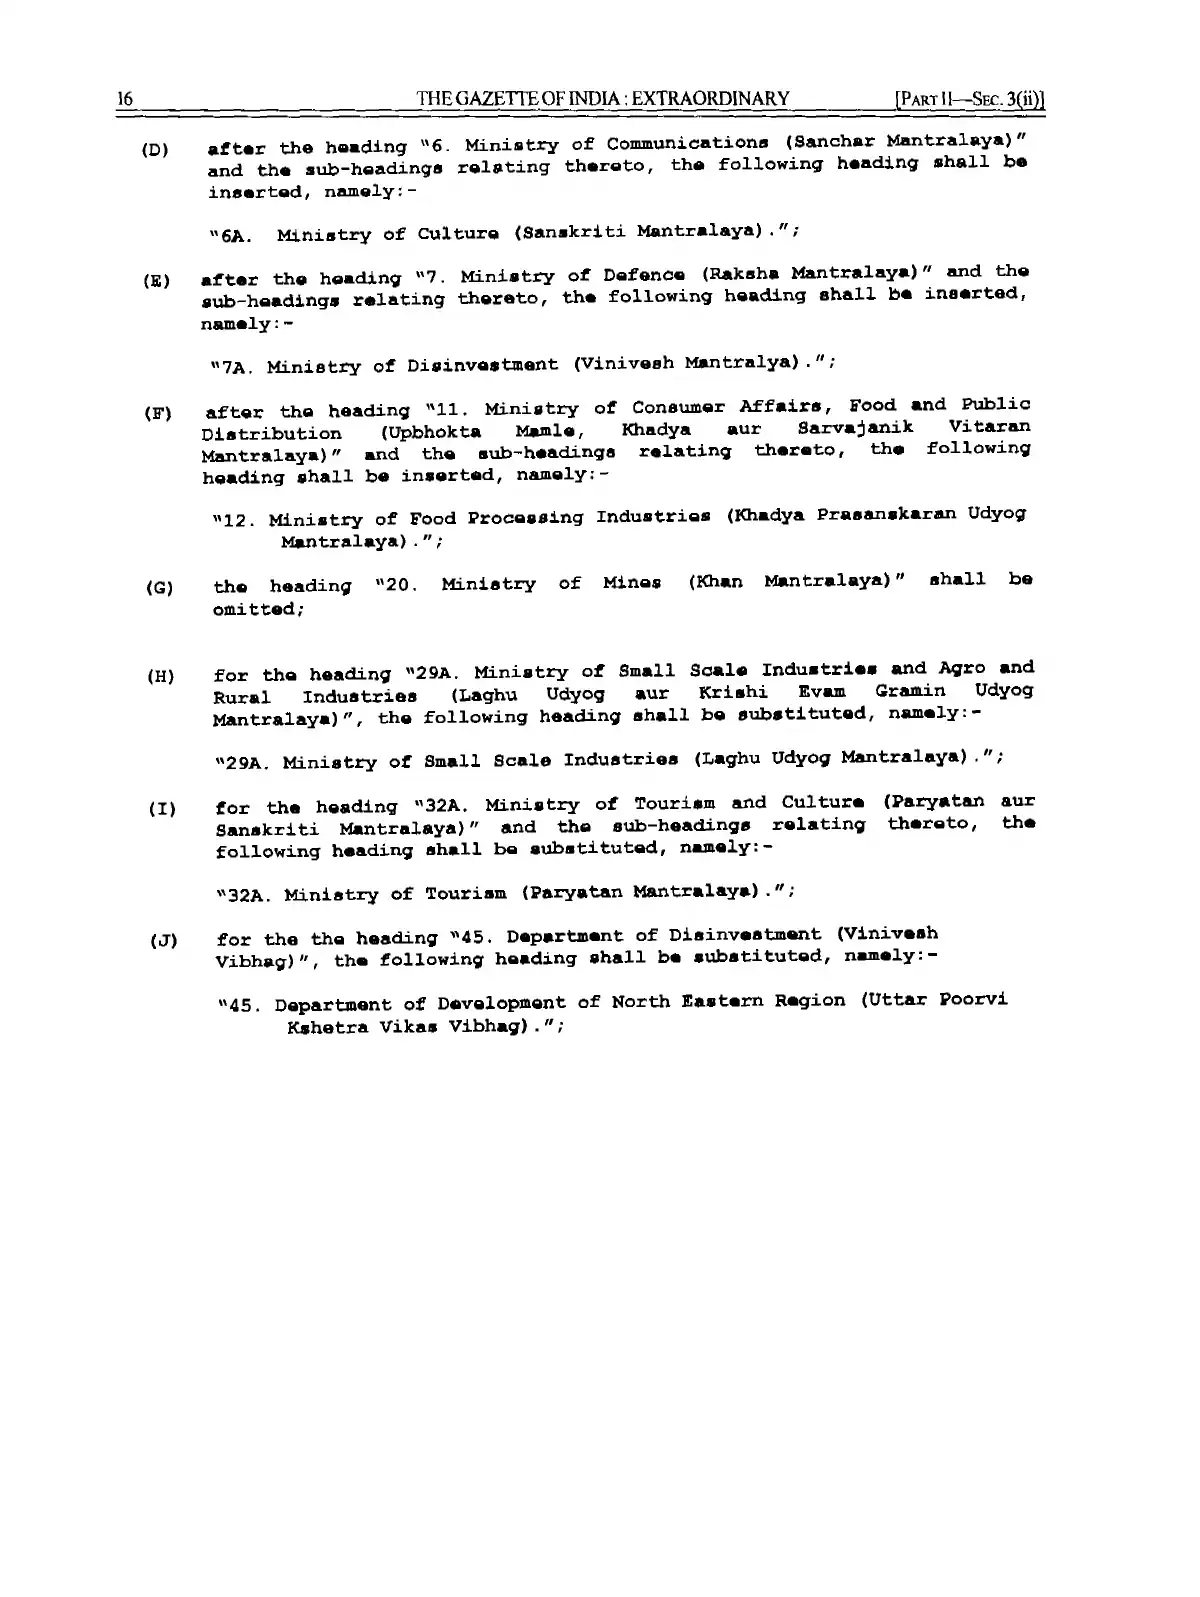 16 THE GAZETTE OF INDIA : EXTRAORDINARY [PART II—SEC. 3(ii)]
(D) after the heading "6. Ministry of Communications (Sanchar Mantralaya)"
and the sub-headings relating thereto, the following heading shall be
inserted, namely:-
"6A. Ministry of Culture (Sanskriti Mantralaya).";
(E) after the heading "7. Ministry of Defence (Raksha Mantralaya)" and the
sub-headings relating thereto, the following heading shall be inserted,
namely:-
"7A. Ministry of Disinvestment (Vinivesh Mantralya).";
(F) after the heading "11. Ministry of Consumer Affairs, Food and Public
Distribution (Upbhokta Mamle, Khadya aur Sarvajanik Vitaran
Mantralaya)" and the sub-headings relating thereto, the following
heading shall be inserted, namely:-
"12. Ministry of Food Processing Industries (Khadya Prasanskaran Udyog
Mantralaya).";
(G) the heading "20. Ministry of Mines (Khan Mantralaya)" shall be
omitted;
(H) for the heading "29A. Ministry of Small Scale Industries and Agro and
Rural Industries (Laghu Udyog aur Krishi Evam Gramin Udyog
Mantralaya)", the following heading shall be substituted, namely:-
"29A. Ministry of Small Scale Industries (Laghu Udyog Mantralaya).";
(I) for the heading "32A. Ministry of Tourism and Culture (Paryatan aur
Sanskriti Mantralaya)" and the sub-headings relating thereto, the
following heading shall be substituted, namely:-
"32A. Ministry of Tourism (Paryatan Mantralaya).";
(J) for the the heading "45. Department of Disinvestment (Vinivesh
Vibhag)", the following heading shall be substituted, namely:-
"45. Department of Development of North Eastern Region (Uttar Poorvi
Kshetra Vikas Vibhag).";